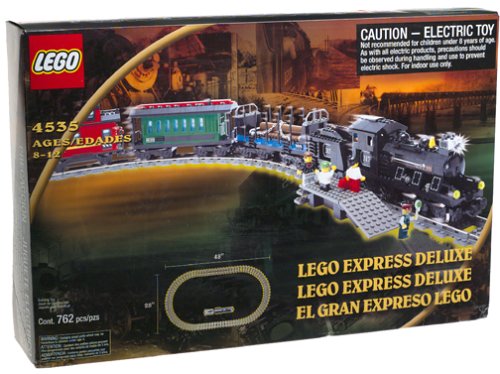 LEGO
CAUTION — ELECTRIC TOY
Not recommended for children under 8 years of age.
As with all electric products, precautions should
be observed during handling and use to prevent
electric shock. For indoor use only.
4535
AGES/EDADES
8-12
48"
Cont. 762 pcs/pzs
LEGO EXPRESS DELUXE
LEGO EXPRESS DELUXE
EL GRAN EXPRESO LEGO